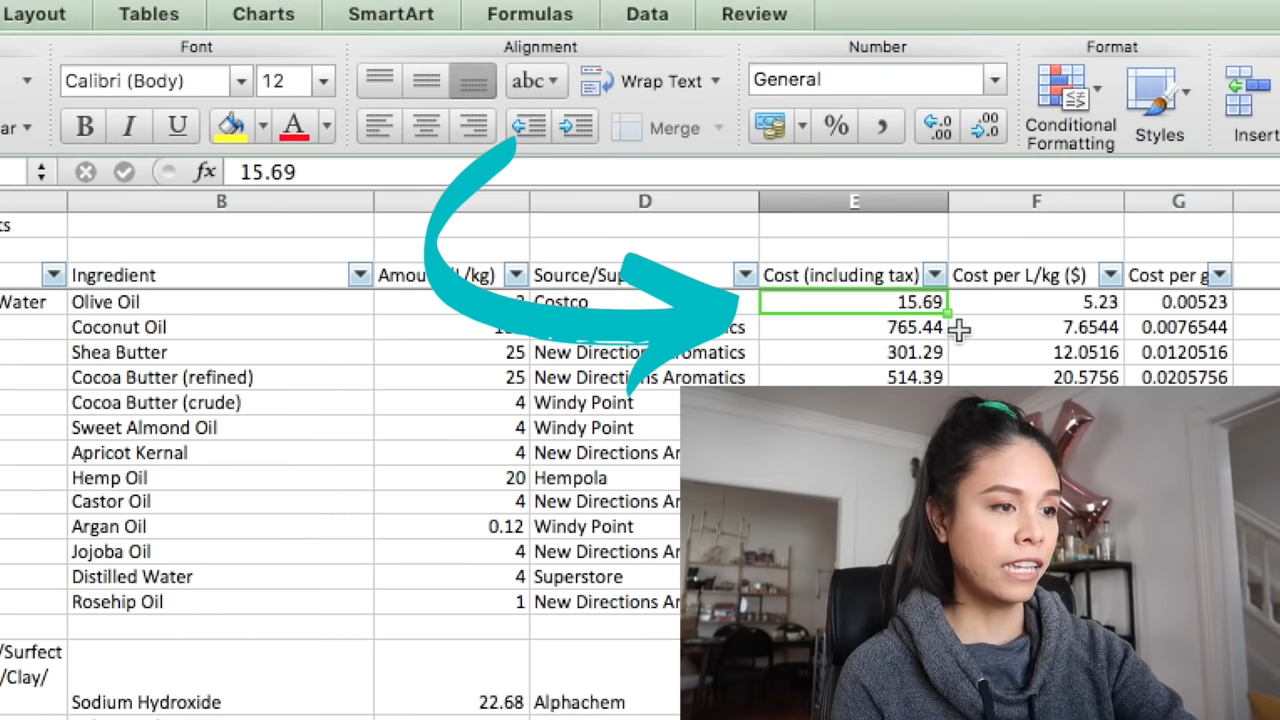 Layout Tables Charts SmartArt Formulas Data Review
Font Alignment Number Format
Calibri (Body) 12 abc Wrap Text General
B I U A Merge % Conditional Formatting Styles Insert
fx 15.69
B D E F G
Ingredient Source/ Cost (including tax) Cost per L/kg ($) Cost per
Water Olive Oil Costco 15.69 5.23 0.00523
Coconut Oil 765.44 7.6544 0.0076544
Shea Butter 25 New Directions Aromatics 301.29 12.0516 0.0120516
Cocoa Butter (refined) 25 New Directions Aromatics 514.39 20.5756 0.0205756
Cocoa Butter (crude) 4 Windy Point
Sweet Almond Oil 4 Windy Point
Apricot Kernal 4 New Directions Ar
Hemp Oil 20 Hempola
Castor Oil 4 New Directions Ar
Argan Oil 0.12 Windy Point
Jojoba Oil 4 New Directions Ar
Distilled Water 4 Superstore
Rosehip Oil 1 New Directions Ar
/Surfect
/Clay/
Sodium Hydroxide 22.68 Alphachem